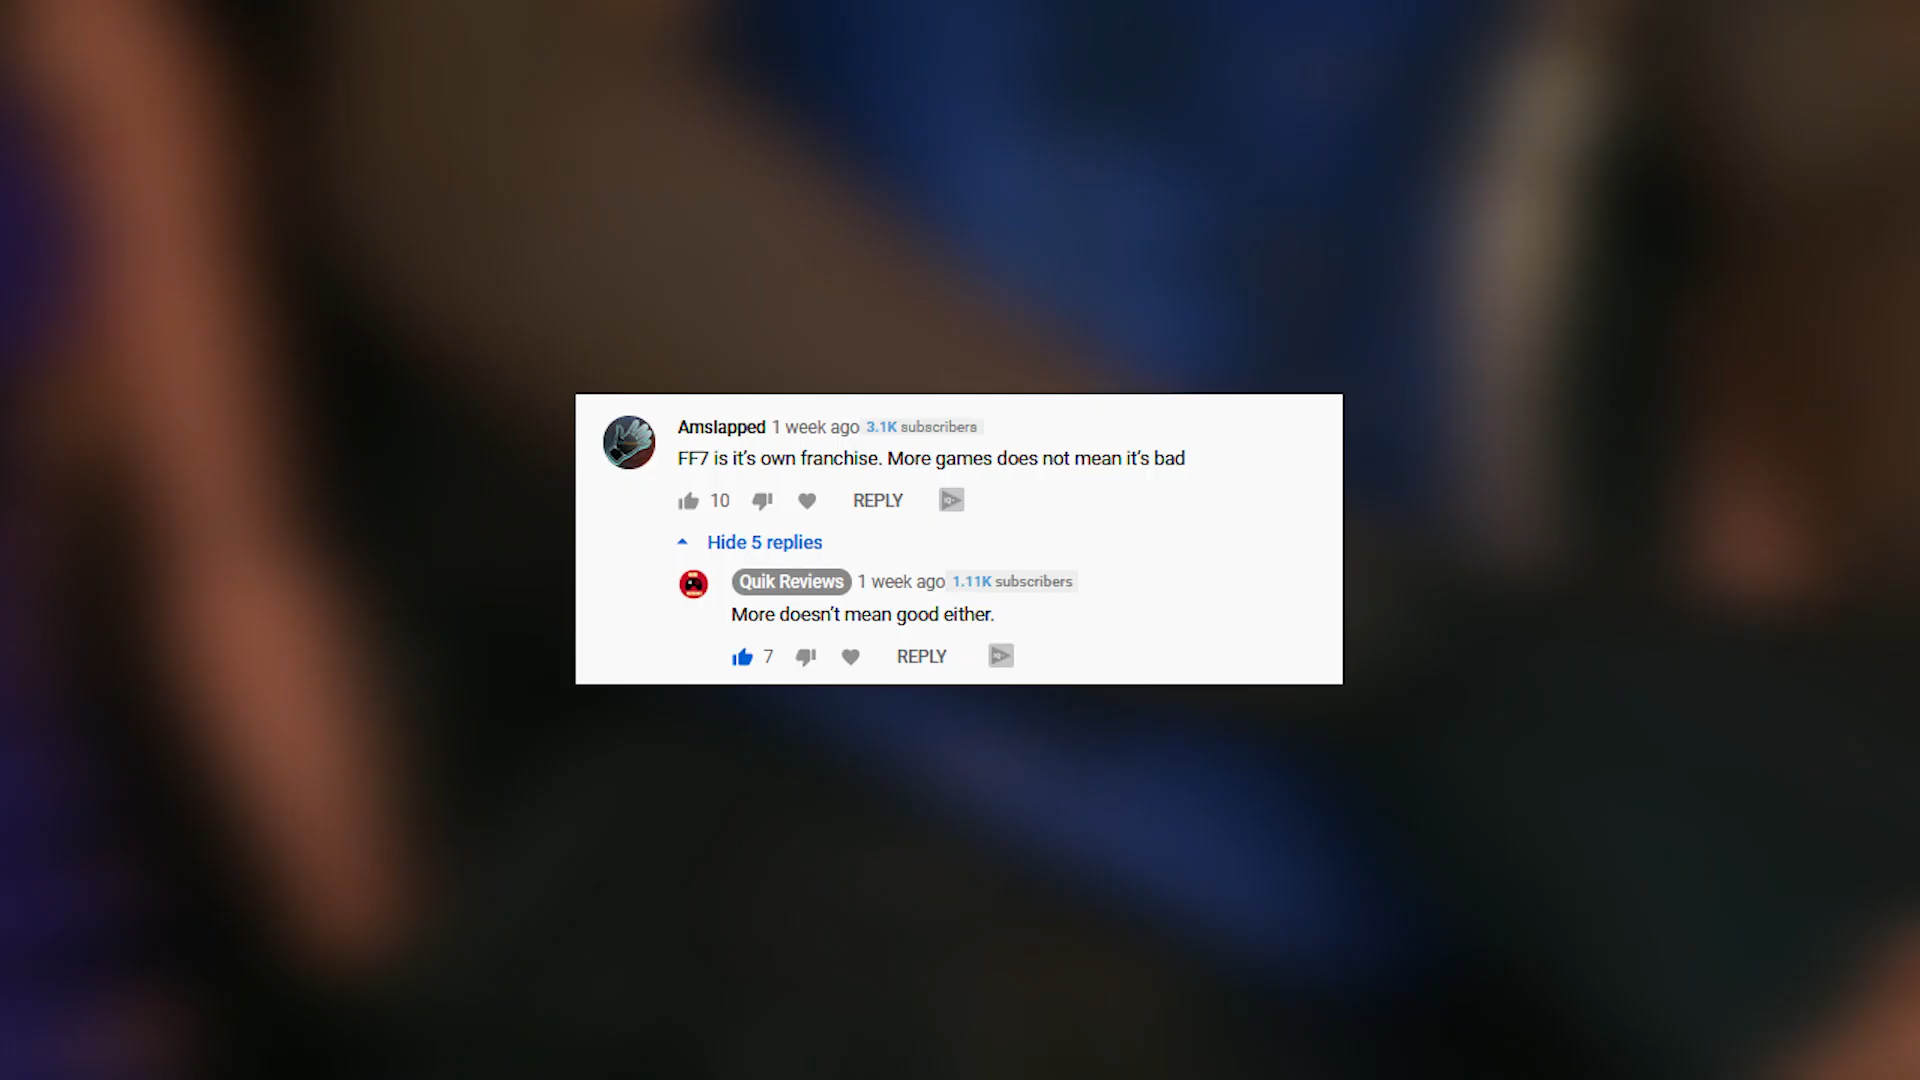 Amslapped 1 week ago 3.1K subscribers
FF7 is it’s own franchise. More games does not mean it’s bad
10 REPLY
Hide 5 replies
Quik Reviews 1 week ago 1.11K subscribers
More doesn’t mean good either.
7 REPLY